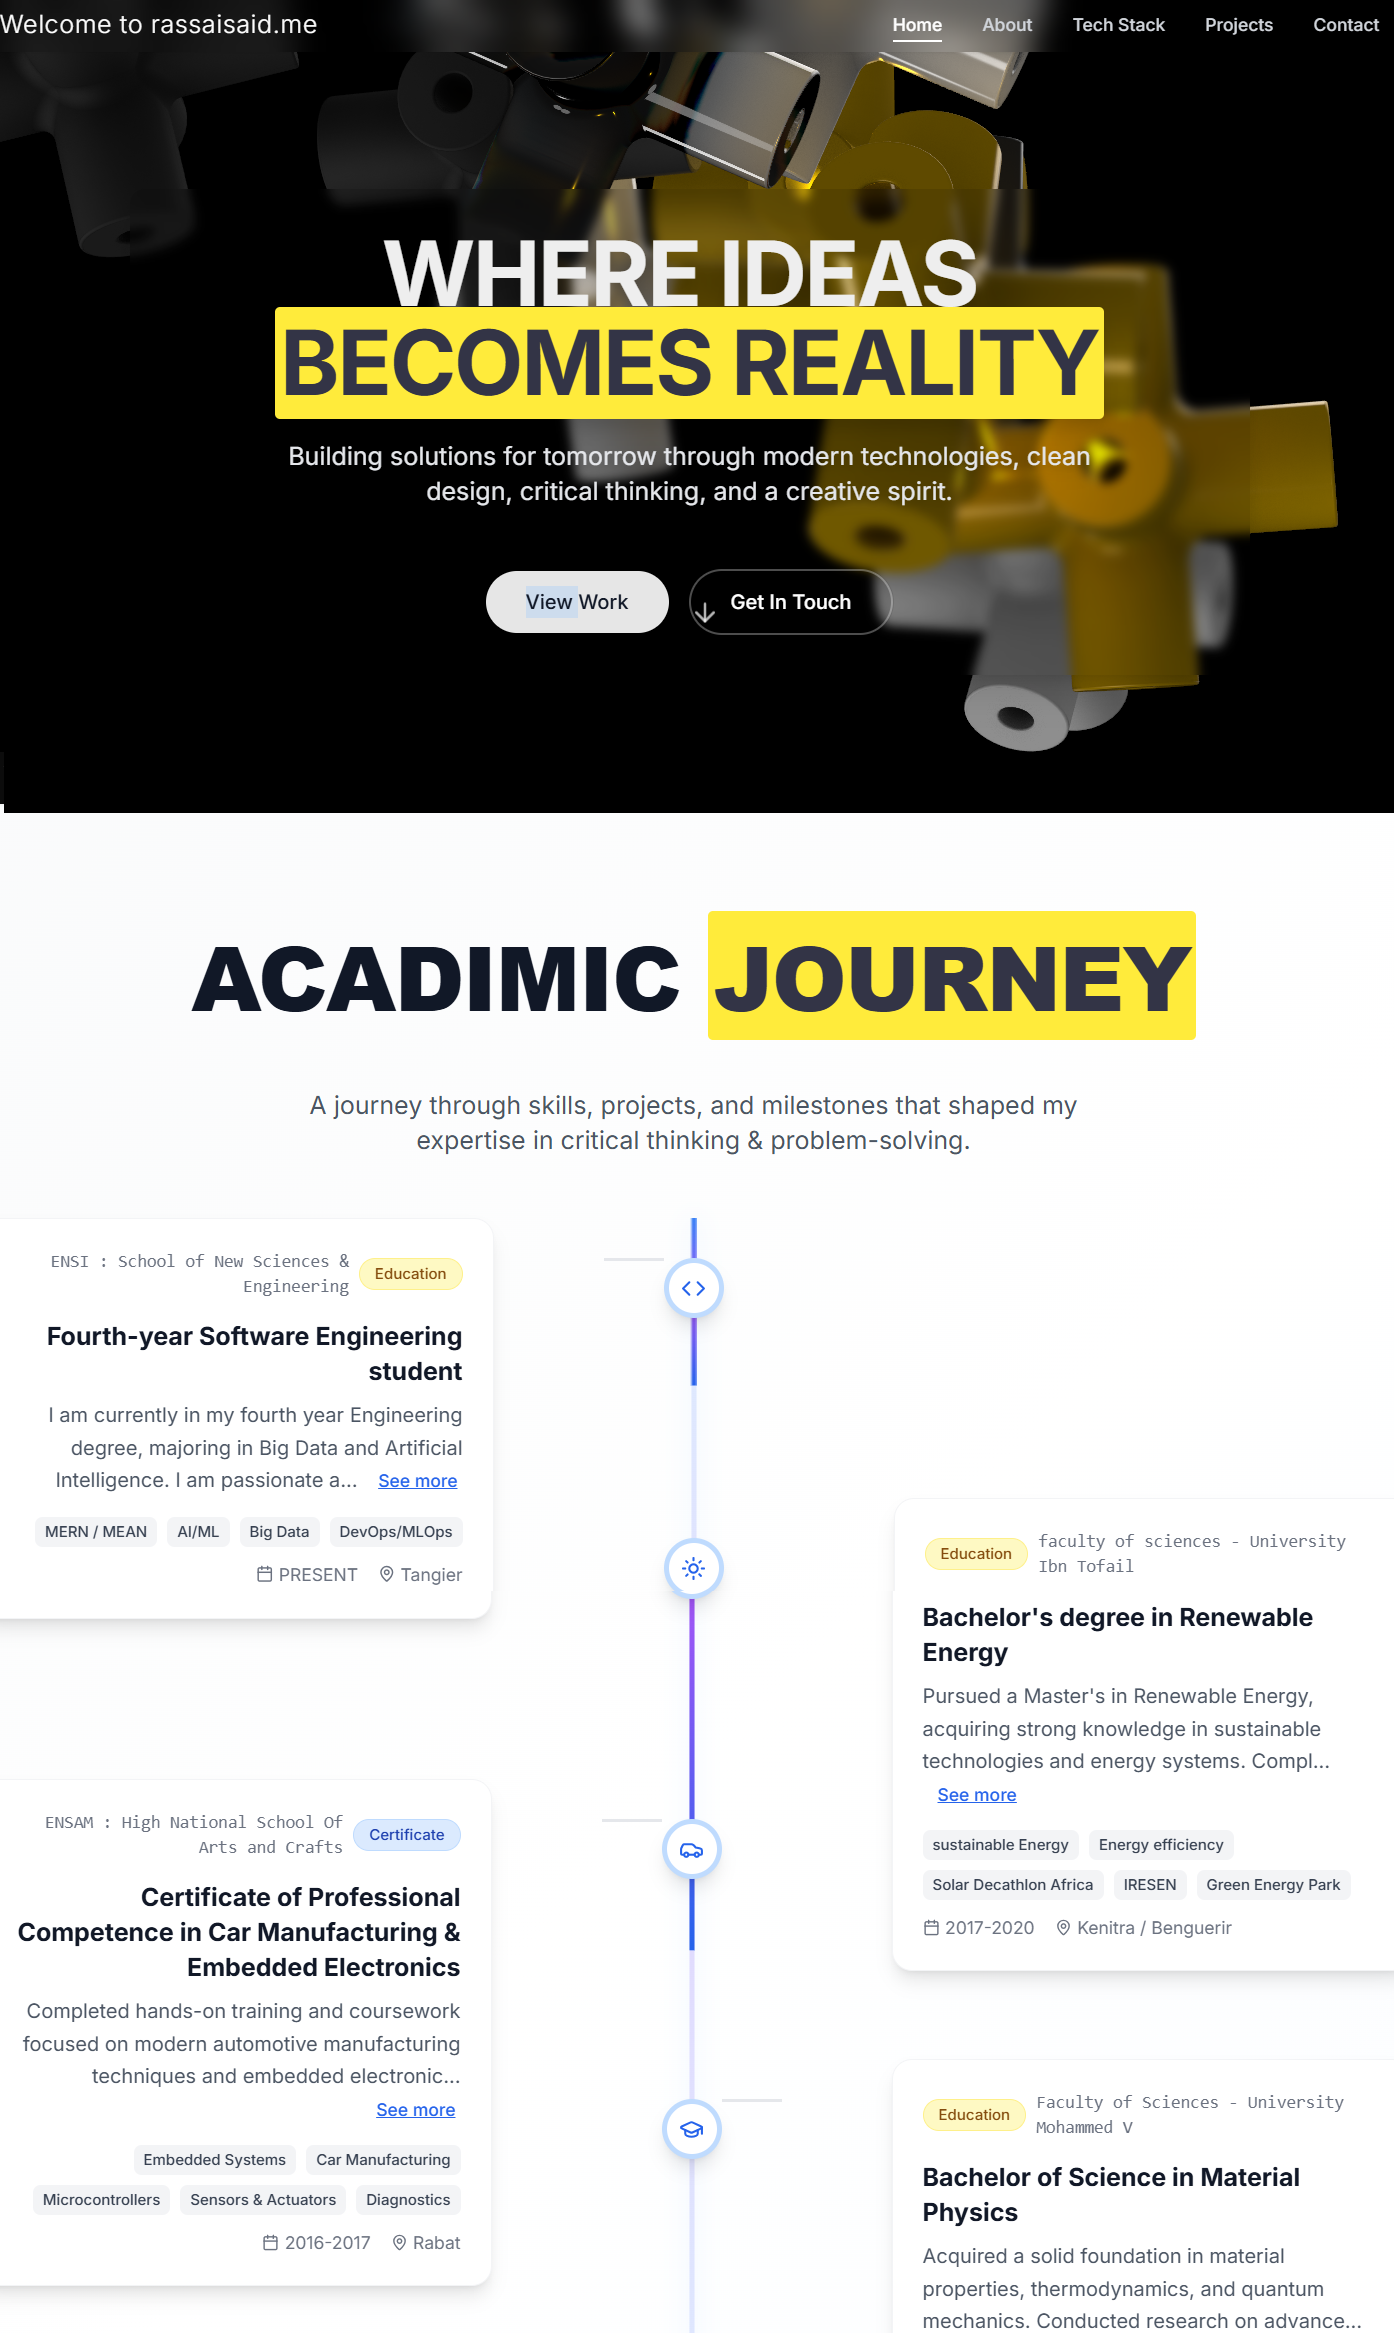 Welcome to rassaisaid.me
Home About Tech Stack Projects Contact
WHERE IDEAS
BECOMES REALITY
Building solutions for tomorrow through modern technologies, clean
design, critical thinking, and a creative spirit.
View Work
Get In Touch
ACADIMIC JOURNEY
A journey through skills, projects, and milestones that shaped my
expertise in critical thinking & problem-solving.
ENSI : School of New Sciences &
Engineering
Education
Fourth-year Software Engineering
student
I am currently in my fourth year Engineering
degree, majoring in Big Data and Artificial
Intelligence. I am passionate a... See more
MERN / MEAN AI/ML Big Data DevOps/MLOps
PRESENT Tangier
Education
faculty of sciences - University
Ibn Tofail
Bachelor's degree in Renewable
Energy
Pursued a Master's in Renewable Energy,
acquiring strong knowledge in sustainable
technologies and energy systems. Compl...
See more
sustainable Energy Energy efficiency
Solar Decathlon Africa IRESEN Green Energy Park
2017-2020 Kenitra / Benguerir
ENSAM : High National School Of
Arts and Crafts
Certificate
Certificate of Professional
Competence in Car Manufacturing &
Embedded Electronics
Completed hands-on training and coursework
focused on modern automotive manufacturing
techniques and embedded electronic...
See more
Embedded Systems Car Manufacturing
Microcontrollers Sensors & Actuators Diagnostics
2016-2017 Rabat
Education
Faculty of Sciences - University
Mohammed V
Bachelor of Science in Material
Physics
Acquired a solid foundation in material
properties, thermodynamics, and quantum
mechanics. Conducted research on advance...